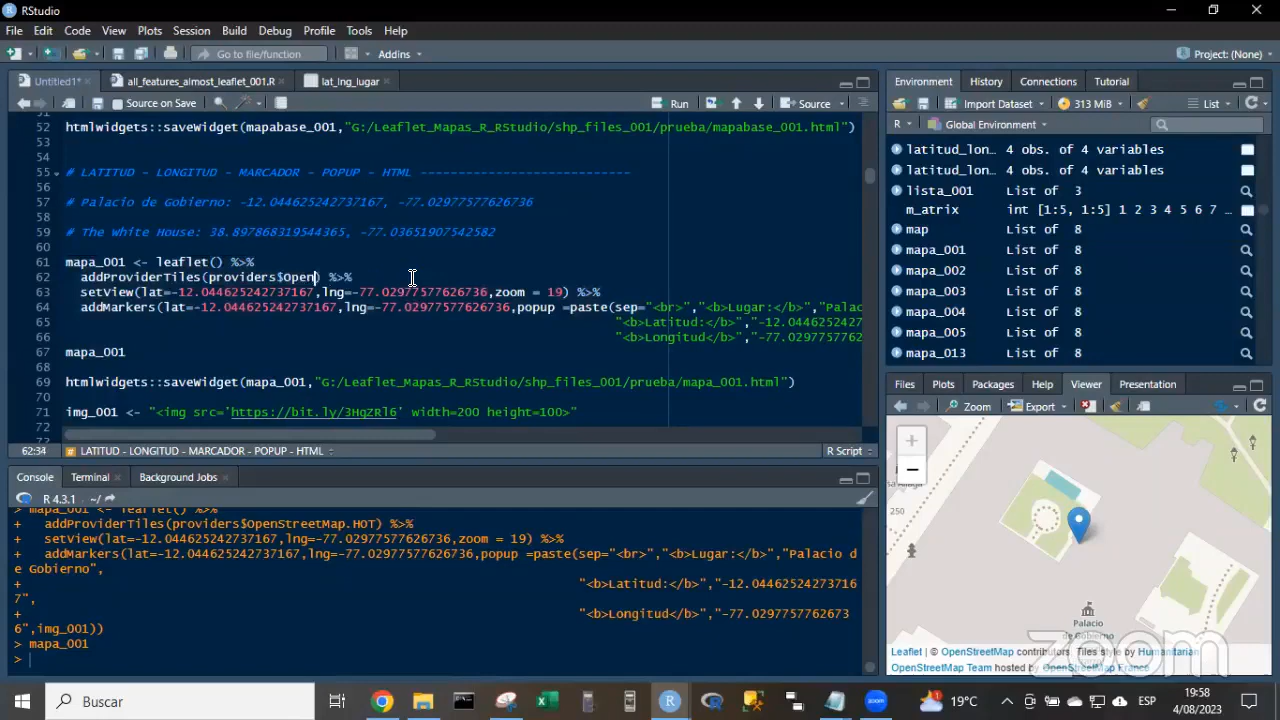 RStudio
File Edit Code View Plots Session Build Debug Profile Tools Help
Go to file/function Addins Project: (None)
Untitled1* all_features_almost_leaflet_001.R lat_lng_lugar
Source on Save Run Source
51
52 htmlwidgets::saveWidget(mapabase_001,"G:/Leaflet_Mapas_R_RStudio/shp_files_001/prueba/mapabase_001.html")
53
54
55 # LATITUD - LONGITUD - MARCADOR - POPUP - HTML ----------------------------
56
57 # Palacio de Gobierno: -12.044625242737167, -77.02977577626736
58
59 # The White House: 38.897868319544365, -77.03651907542582
60
61 mapa_001 <- leaflet() %>%
62 addProviderTiles(providers$Open) %>%
63 setView(lat=-12.044625242737167,lng=-77.02977577626736,zoom = 19) %>%
64 addMarkers(lat=-12.044625242737167,lng=-77.02977577626736,popup =paste(sep="<br>","<b>Lugar:</b>","Palac
65 "<b>Latitud:</b>","-12.0446252427
66 "<b>Longitud</b>","-77.0297757762
67 mapa_001
68
69 htmlwidgets::saveWidget(mapa_001,"G:/Leaflet_Mapas_R_RStudio/shp_files_001/prueba/mapa_001.html")
70
71 img_001 <- "<img src='https://bit.ly/3HqZRl6' width=200 height=100>"
72
62:34 LATITUD - LONGITUD - MARCADOR - POPUP - HTML R Script
Console Terminal Background Jobs
R 4.3.1 · ~/
> mapa_001 <- leaflet() %>%
+ addProviderTiles(providers$OpenStreetMap.HOT) %>%
+ setView(lat=-12.044625242737167,lng=-77.02977577626736,zoom = 19) %>%
+ addMarkers(lat=-12.044625242737167,lng=-77.02977577626736,popup =paste(sep="<br>","<b>Lugar:</b>","Palacio d
e Gobierno",
+ "<b>Latitud:</b>","-12.04462524273716
7",
+ "<b>Longitud</b>","-77.0297757762673
6",img_001))
> mapa_001
>
Environment History Connections Tutorial
Import Dataset 313 MiB List
R Global Environment
latitud_lon… 4 obs. of 4 variables
latitud_lon… 4 obs. of 4 variables
lista_001 List of 3
m_atrix int [1:5, 1:5] 1 2 3 4 5 6 7 …
map List of 8
mapa_001 List of 8
mapa_002 List of 8
mapa_003 List of 8
mapa_004 List of 8
mapa_005 List of 8
mapa_013 List of 8
Files Plots Packages Help Viewer Presentation
Zoom Export
+
−
250
Palacio
de Gobierno
zoom
Leaflet | © OpenStreetMap contributors, Tiles style by Humanitarian
OpenStreetMap Team hosted by OpenStreetMap France
Buscar
zoom
1
19°C
ESP
19:58
4/08/2023